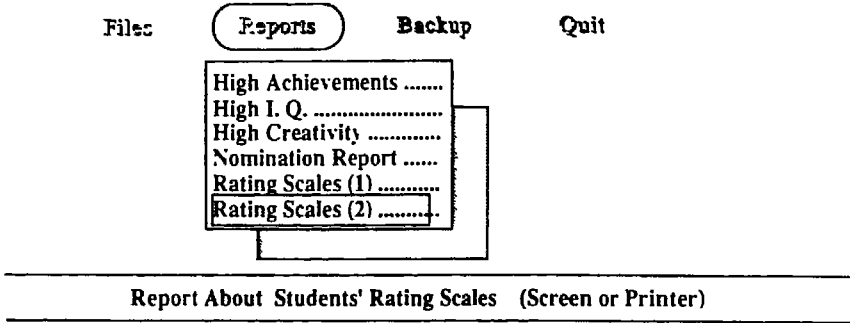 Files Reports Backup Quit
High Achievements .......
High I. Q. ........................
High Creativity .............
Nomination Report ......
Rating Scales (1) ...........
Rating Scales (2) ...........
Report About Students' Rating Scales (Screen or Printer)